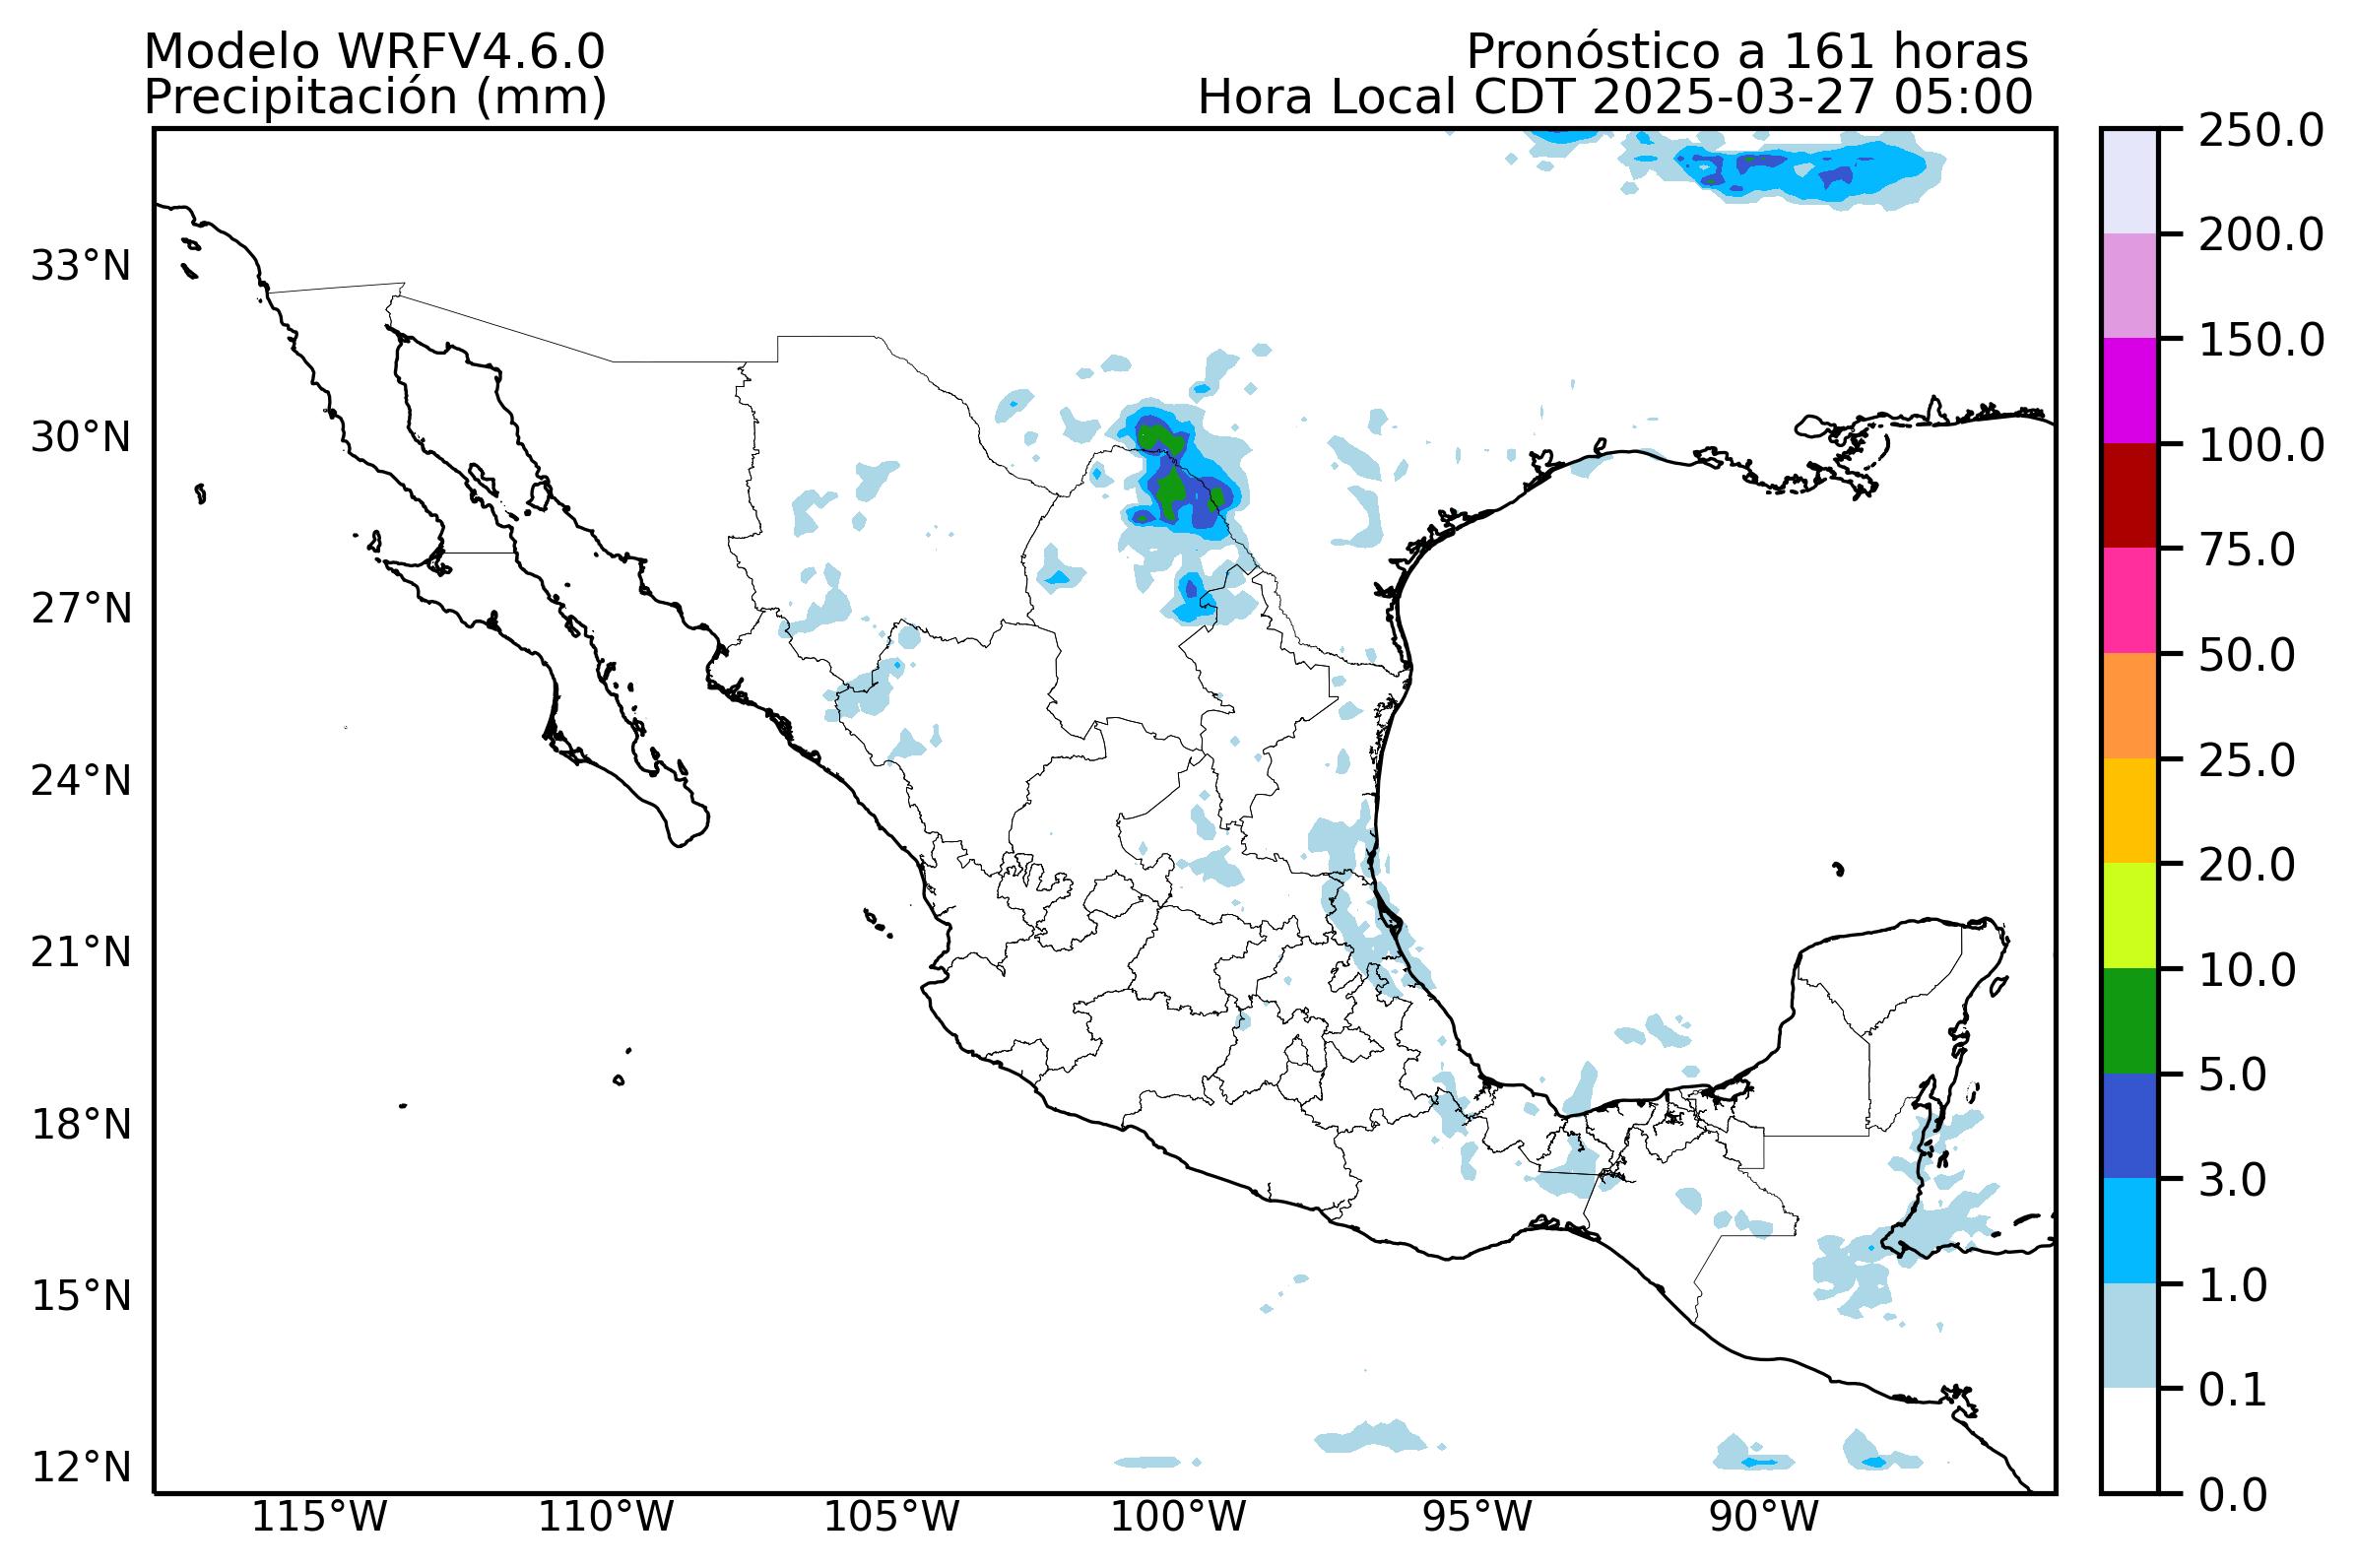 Modelo WRFV4.6.0
Precipitación (mm)
Pronóstico a 161 horas
Hora Local CDT 2025-03-27 05:00
33°N
30°N
27°N
24°N
21°N
18°N
15°N
12°N
115°W
110°W
105°W
100°W
95°W
90°W
250.0
200.0
150.0
100.0
75.0
50.0
25.0
20.0
10.0
5.0
3.0
1.0
0.1
0.0